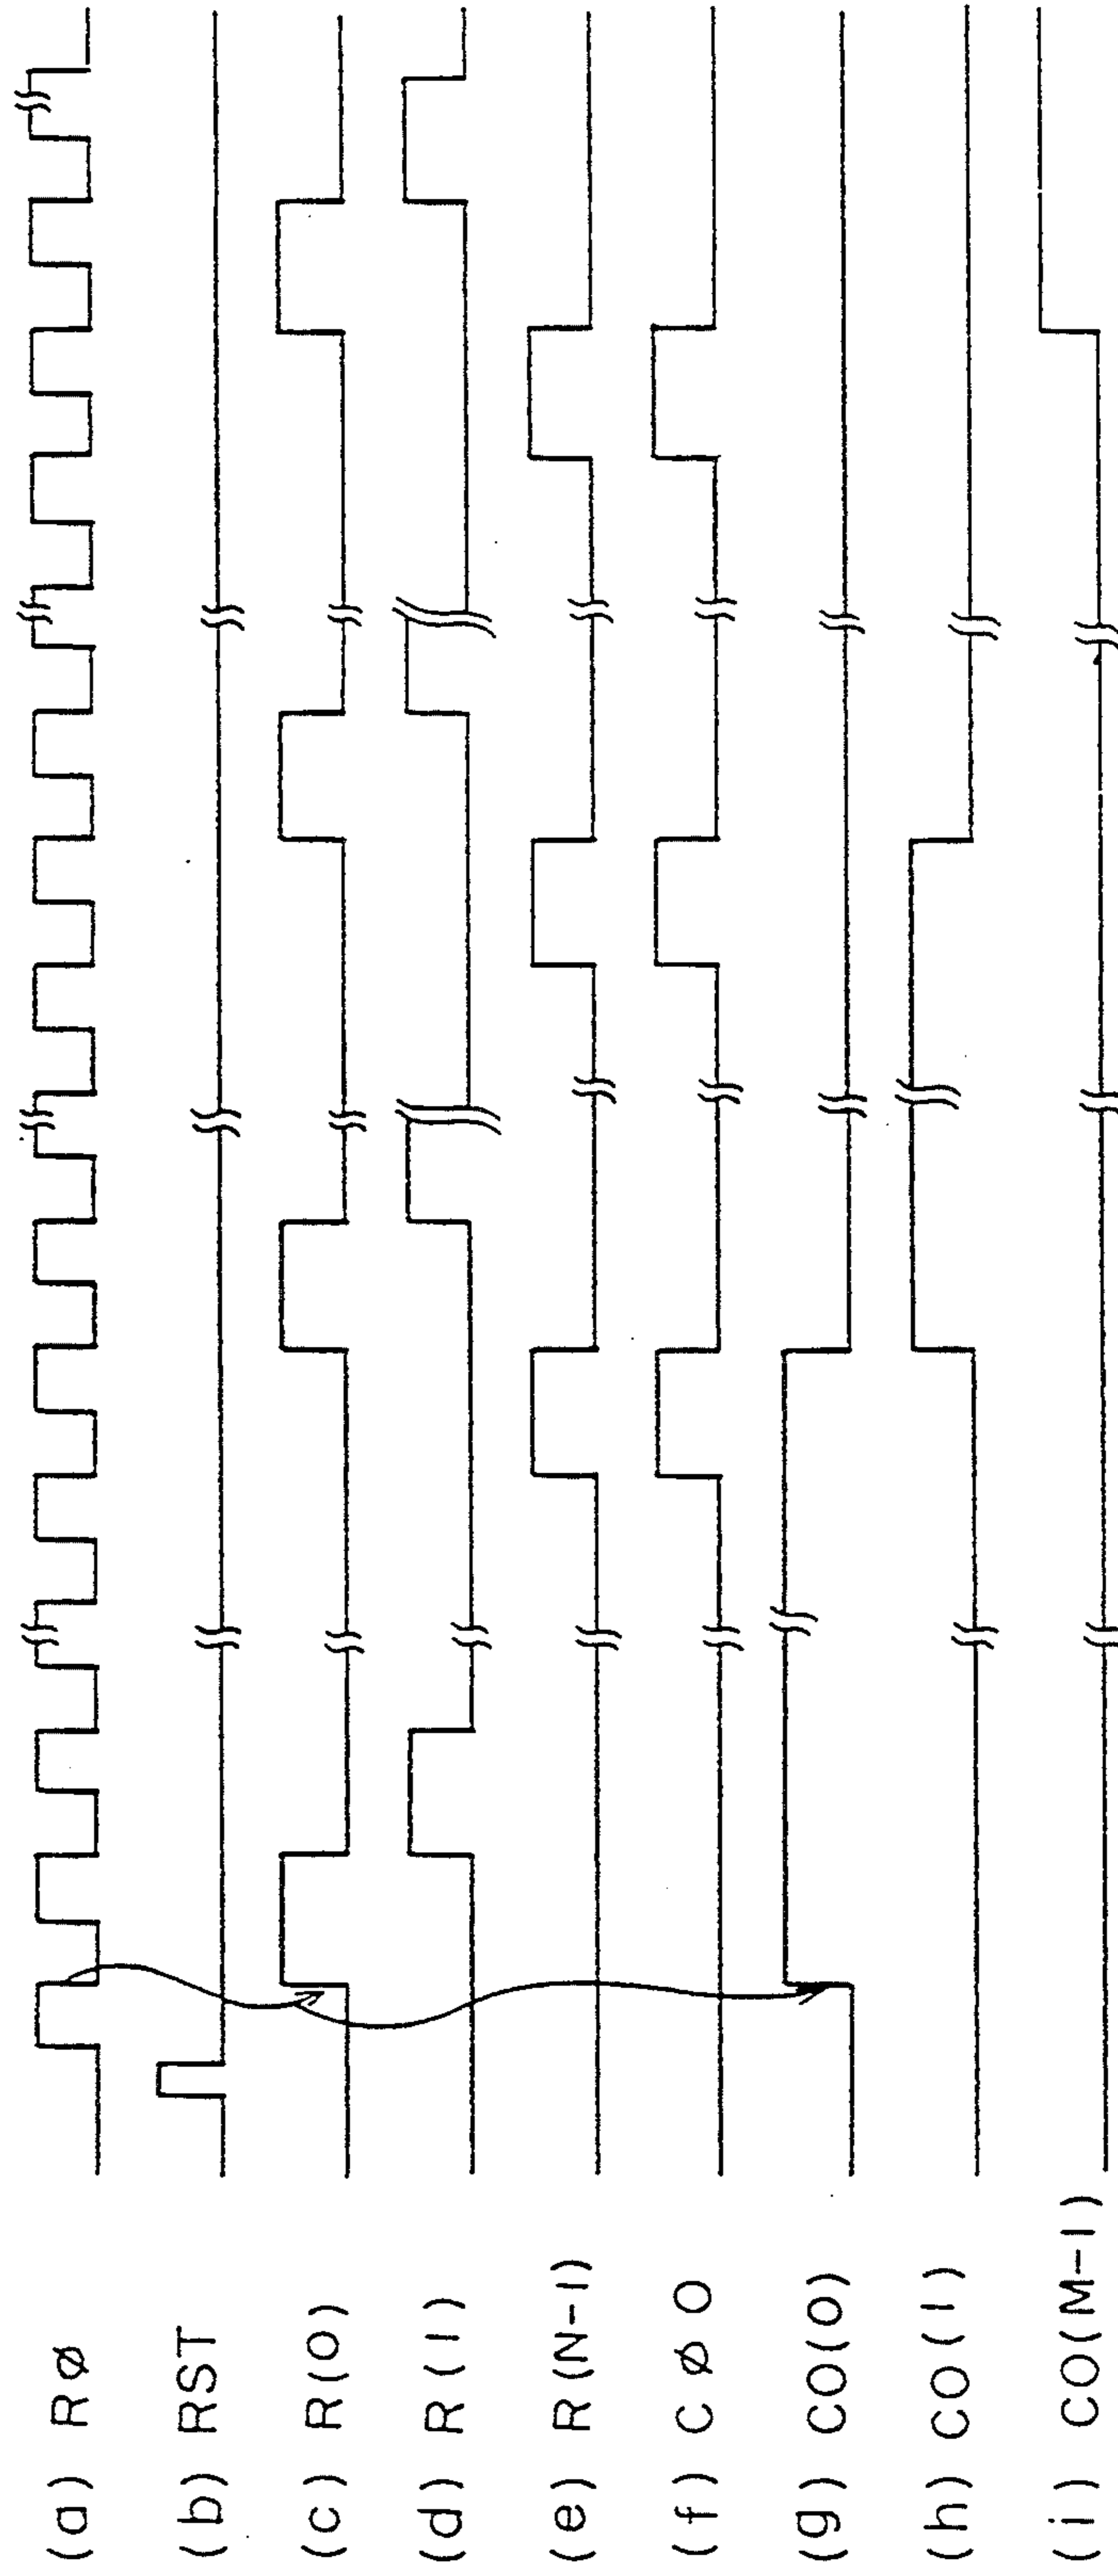 (a) RØ
(b) RST
(c) R(0)
(d) R(1)
(e) R(N-1)
(f) CØ0
(g) CO(0)
(h) CO(1)
(i) CO(M-1)